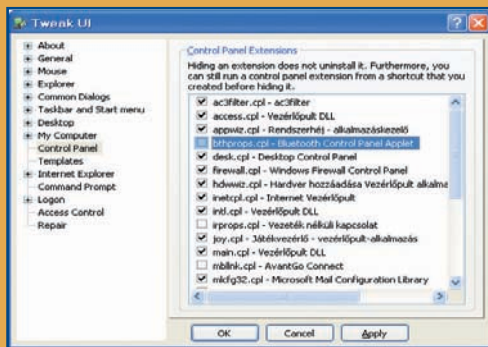 Tweak UI
About
General
Mouse
Explorer
Common Dialogs
Taskbar and Start menu
Desktop
My Computer
Control Panel
Templates
Internet Explorer
Command Prompt
Logon
Access Control
Repair
Control Panel Extensions
Hiding an extension does not uninstall it. Furthermore, you
can still run a control panel extension from a shortcut that you
created before hiding it.
ac3filter.cpl - ac3filter
access.cpl - Vezérlőpult DLL
appwiz.cpl - Rendszerhéj - alkalmazáskezelő
bthprops.cpl - Bluetooth Control Panel Applet
desk.cpl - Desktop Control Panel
firewall.cpl - Windows Firewall Control Panel
hdwwiz.cpl - Hardver hozzáadása Vezérlőpult alkalma
inetcpl.cpl - Internet Vezérlőpult
intl.cpl - Vezérlőpult DLL
irprops.cpl - Vezeték nélküli kapcsolat
joy.cpl - Játékvezérlő - vezérlőpult-alkalmazás
main.cpl - Vezérlőpult DLL
mblink.cpl - AvantGo Connect
mlcfg32.cpl - Microsoft Mail Configuration Library
OK
Cancel
Apply